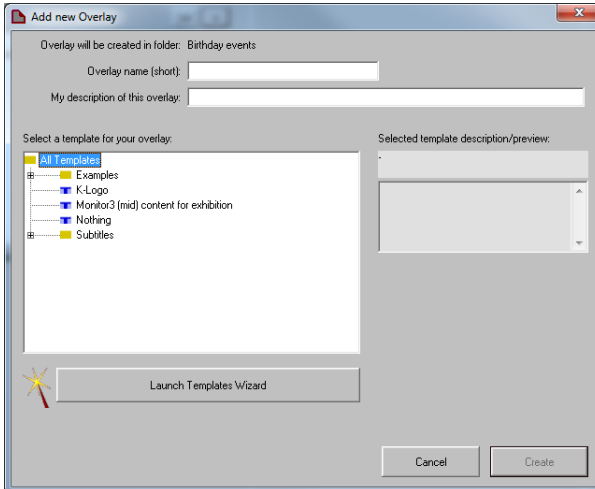 Add new Overlay
Overlay will be created in folder: Birthday events
Overlay name (short):
My description of this overlay:
Select a template for your overlay:
Selected template description/preview:
All Templates
Examples
K-Logo
Monitor3 (mid) content for exhibition
Nothing
Subtitles
Launch Templates Wizard
Cancel
Create